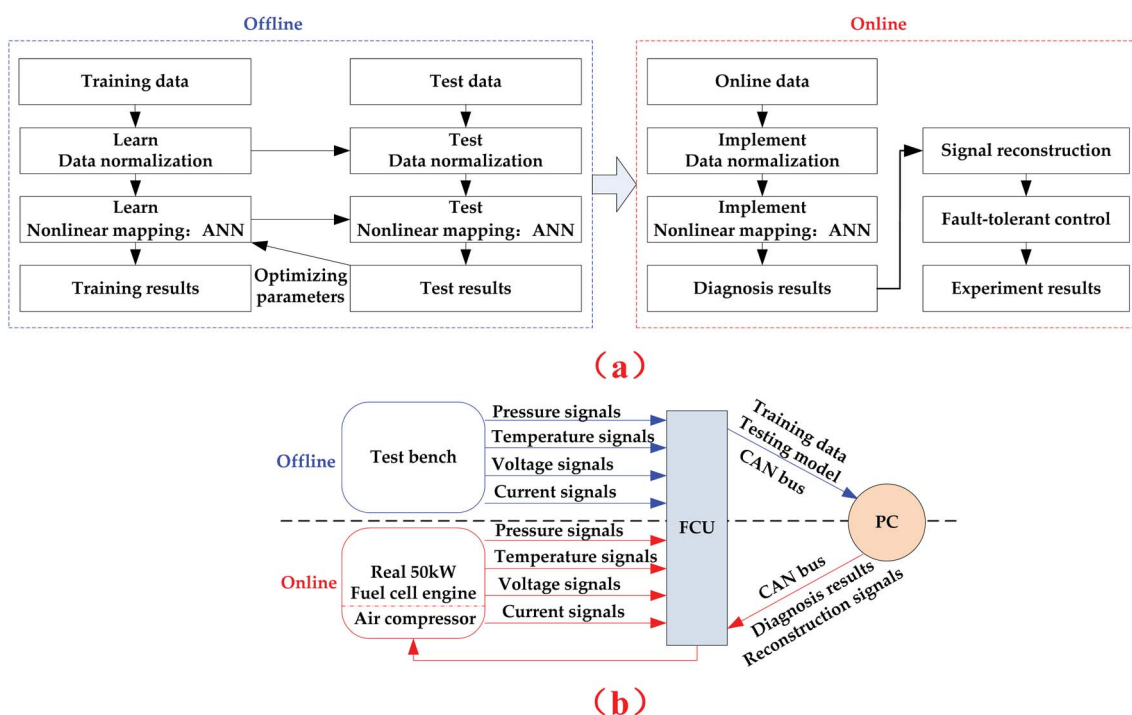 Offline
Online
Training data
Test data
Online data
Learn
Data normalization
Test
Data normalization
Implement
Data normalization
Signal reconstruction
Learn
Nonlinear mapping：ANN
Test
Nonlinear mapping：ANN
Implement
Nonlinear mapping：ANN
Fault-tolerant control
Training results
Optimizing
parameters
Test results
Diagnosis results
Experiment results
（a）
Offline
Test bench
Pressure signals
Temperature signals
Voltage signals
Current signals
FCU
Training data
Testing model
CAN bus
PC
Online
Real 50kW
Fuel cell engine
Air compressor
Pressure signals
Temperature signals
Voltage signals
Current signals
CAN bus
Diagnosis results
Reconstruction signals
（b）